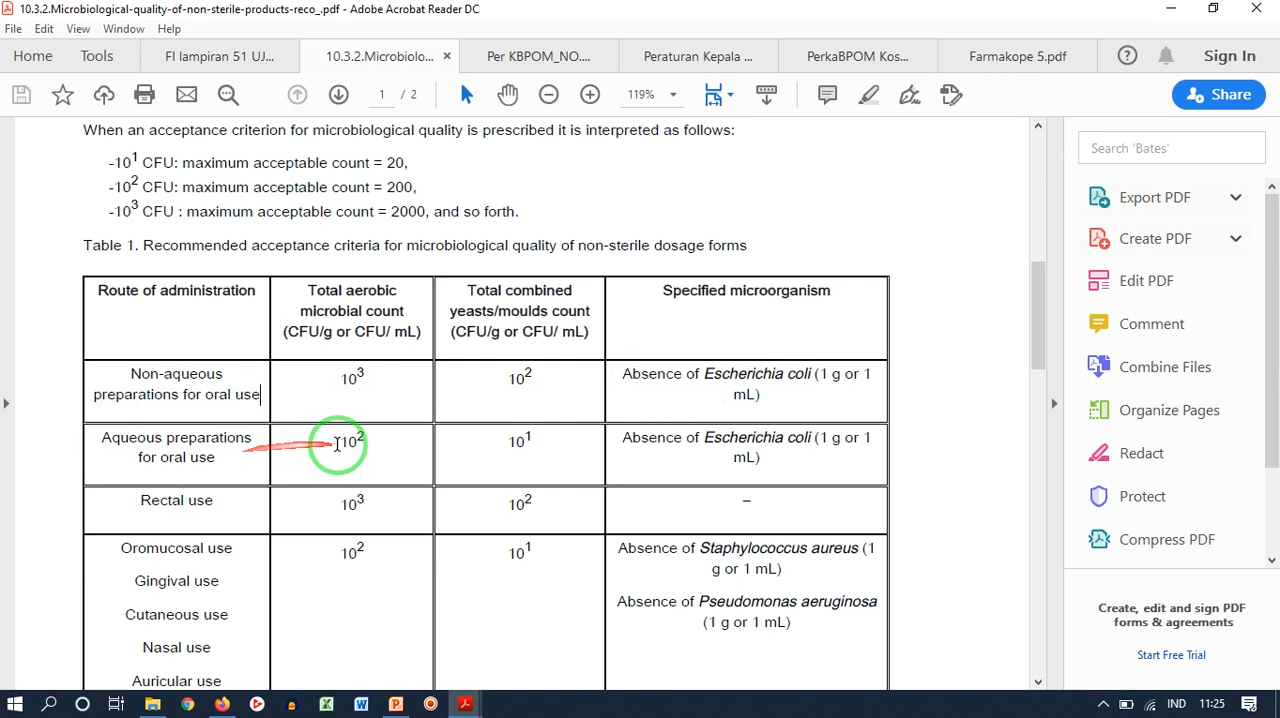 10.3.2.Microbiological-quality-of-non-sterile-products-reco_.pdf - Adobe Acrobat Reader DC
File Edit View Window Help
Home Tools FI lampiran 51 UJ... 10.3.2.Microbiolo... × Per KBPOM_NO.... Peraturan Kepala ... PerkaBPOM Kos... Farmakope 5.pdf Sign In
1 / 2 119% Share
When an acceptance criterion for microbiological quality is prescribed it is interpreted as follows:
-10¹ CFU: maximum acceptable count = 20,
-10² CFU: maximum acceptable count = 200,
-10³ CFU : maximum acceptable count = 2000, and so forth.
Table 1. Recommended acceptance criteria for microbiological quality of non-sterile dosage forms
Route of administration Total aerobic microbial count (CFU/g or CFU/ mL) Total combined yeasts/moulds count (CFU/g or CFU/ mL) Specified microorganism
Non-aqueous preparations for oral use 10³ 10² Absence of Escherichia coli (1 g or 1 mL)
Aqueous preparations for oral use 10² 10¹ Absence of Escherichia coli (1 g or 1 mL)
Rectal use 10³ 10² –
Oromucosal use 10² 10¹ Absence of Staphylococcus aureus (1 g or 1 mL)
Gingival use
Cutaneous use Absence of Pseudomonas aeruginosa (1 g or 1 mL)
Nasal use
Auricular use
Search 'Bates'
Export PDF
Create PDF
Edit PDF
Comment
Combine Files
Organize Pages
Redact
Protect
Compress PDF
Create, edit and sign PDF
forms & agreements
Start Free Trial
IND 11:25